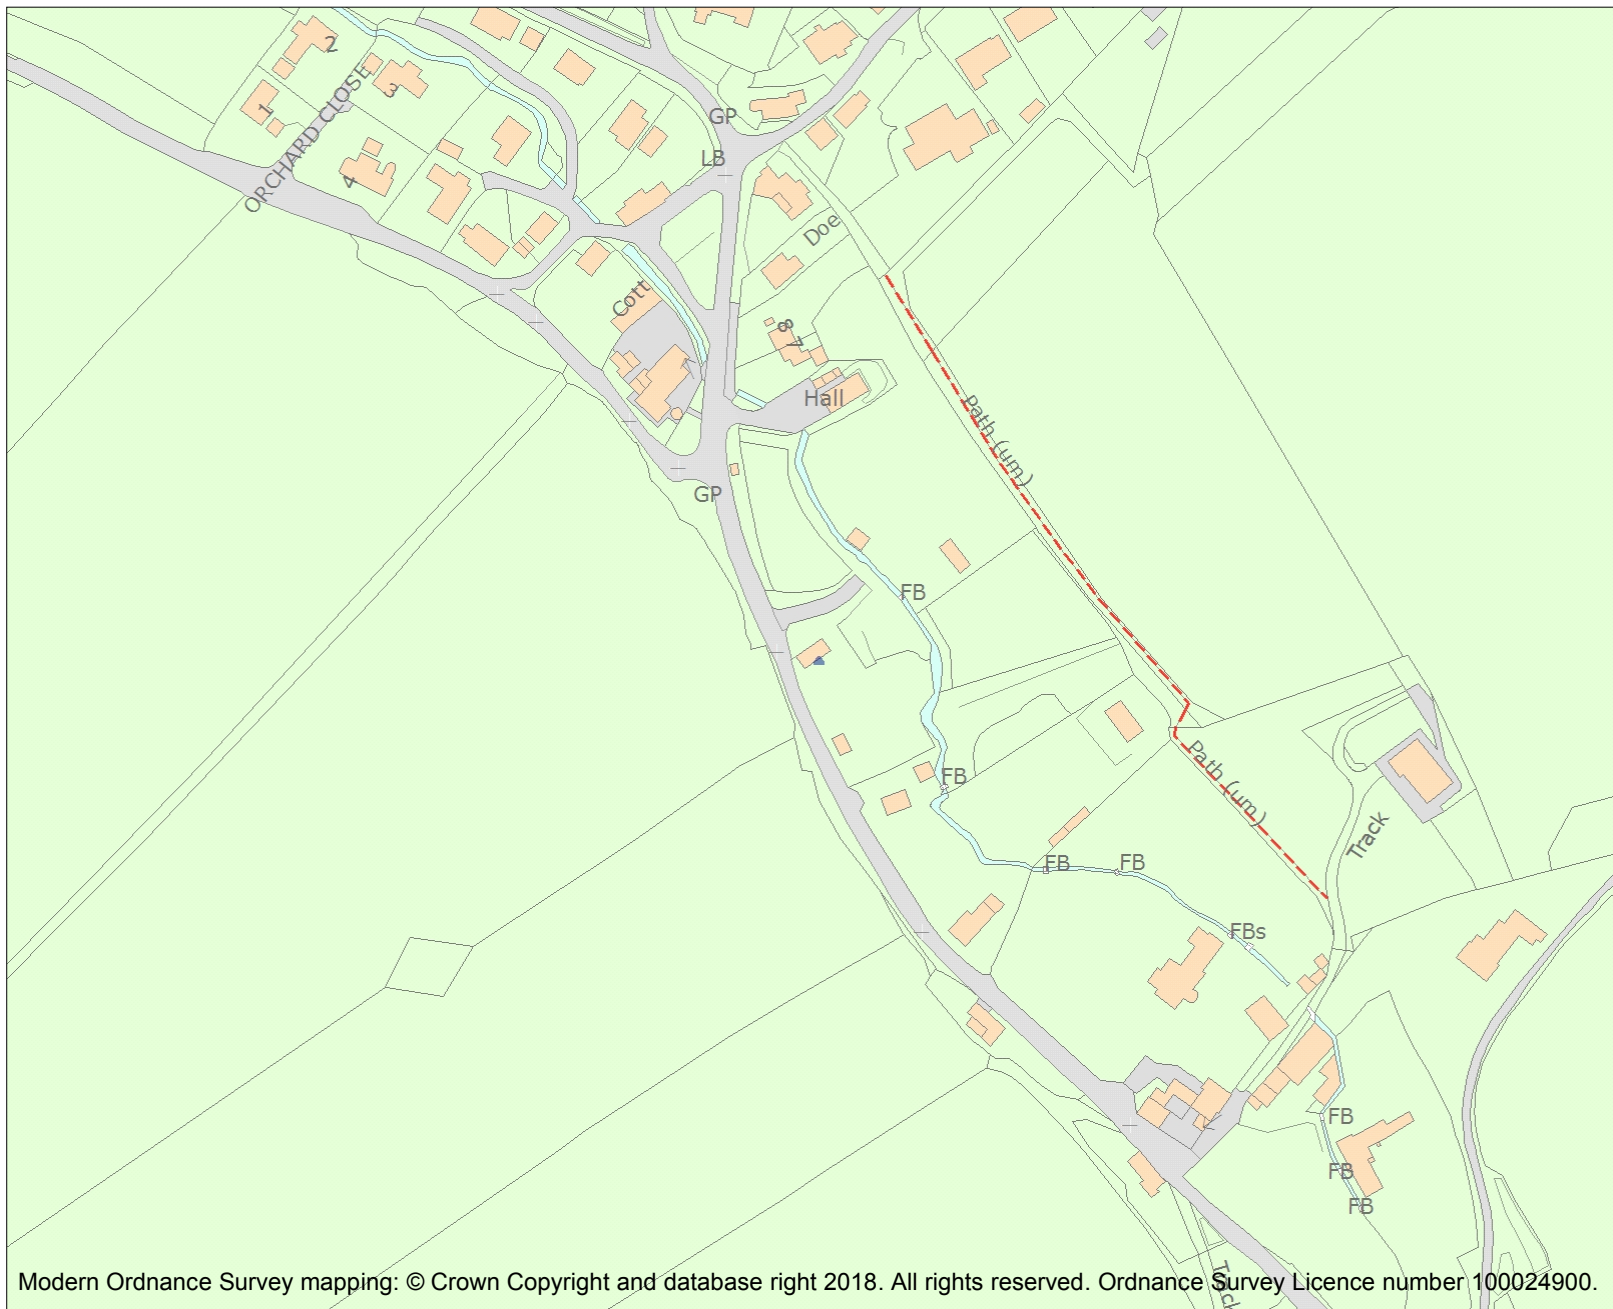 2
3
1
ORCHARD CLOSE
4
GP
LB
Doe
Cott
8
7
Hall
Path (um)
GP
FB
FB
Path (um)
Track
FB
FB
FBs
FB
FB
FB
Track
Modern Ordnance Survey mapping: © Crown Copyright and database right 2018. All rights reserved. Ordnance Survey Licence number 100024900.